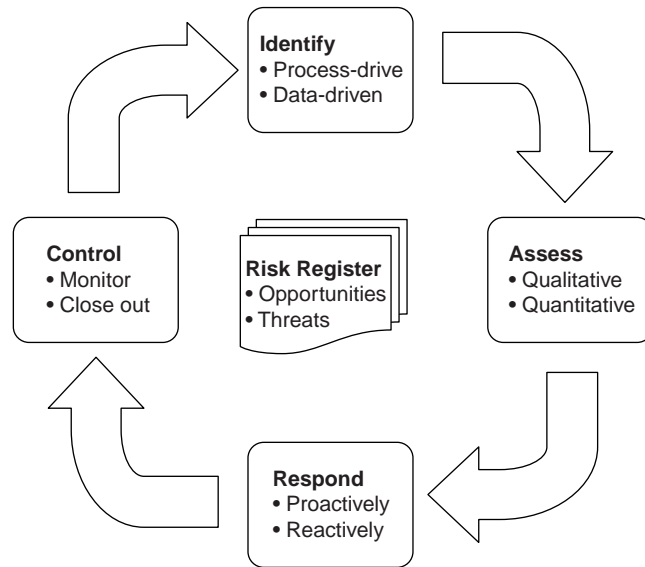 Identify
• Process-drive
• Data-driven
Control
• Monitor
• Close out
Risk Register
• Opportunities
• Threats
Assess
• Qualitative
• Quantitative
Respond
• Proactively
• Reactively